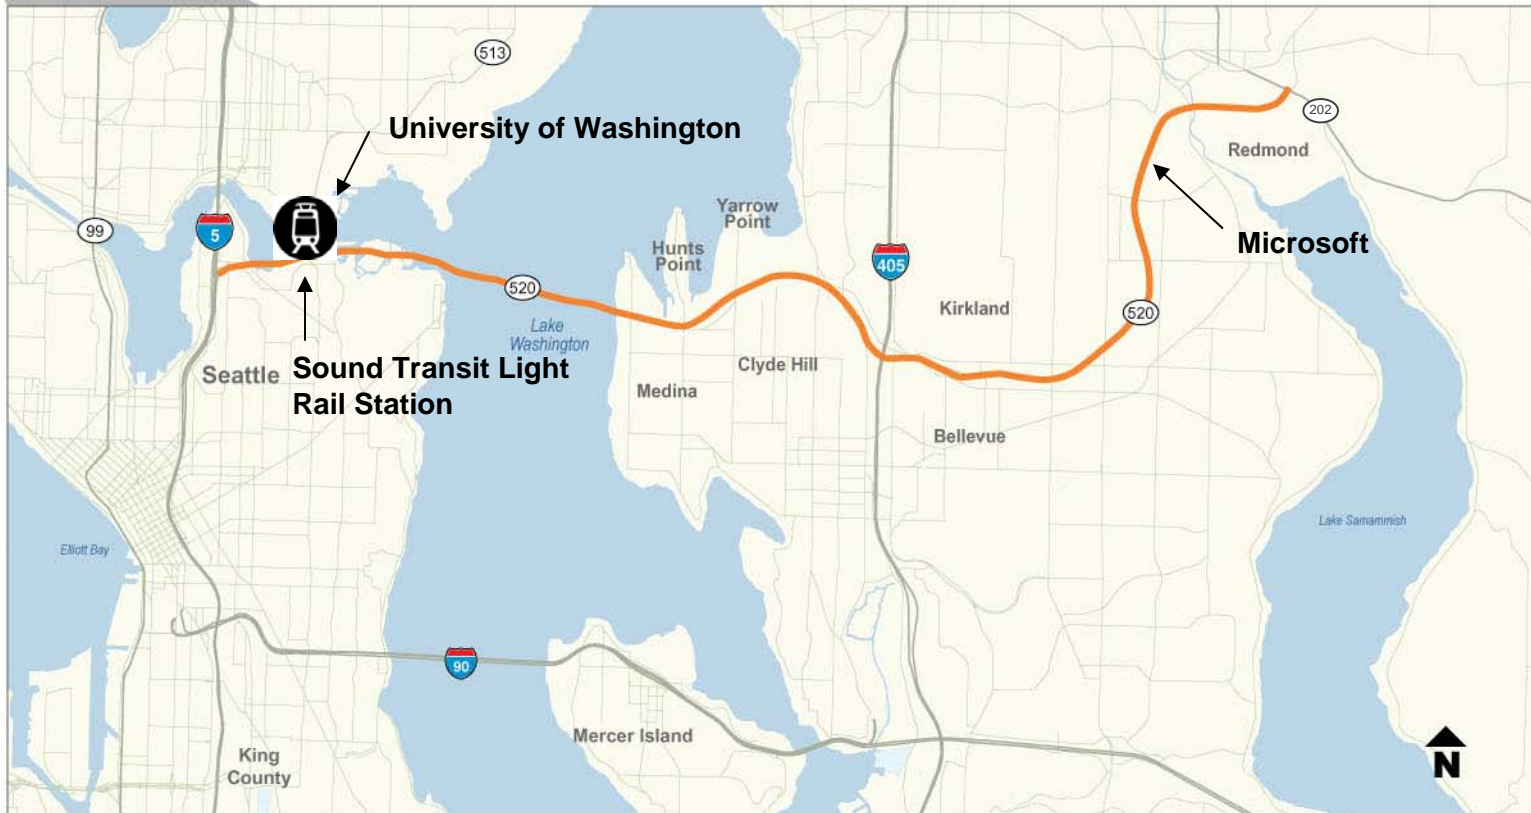 513
202
University of Washington
Redmond
Yarrow
Point
99
5
Hunts
Point
Microsoft
405
520
Kirkland
520
Lake
Washington
Sound Transit Light
Rail Station
Seattle
Clyde Hill
Medina
Bellevue
Lake Samammish
Elliott Bay
90
Mercer Island
King
County
N